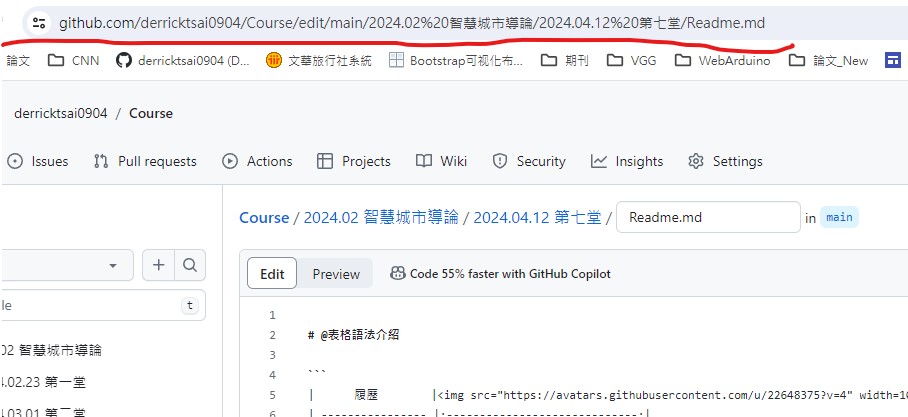 github.com/derricktsai0904/Course/edit/main/2024.02%20智慧城市導論/2024.04.12%20第七堂/Readme.md
論文 CNN derricktsai0904 (D... 文華旅行社系統 Bootstrap可視化布... 期刊 VGG WebArduino 論文_New
derricktsai0904 / Course
Issues Pull requests Actions Projects Wiki Security Insights Settings
Course / 2024.02 智慧城市導論 / 2024.04.12 第七堂 / Readme.md in main
Edit Preview Code 55% faster with GitHub Copilot
le t
1
2 # @表格語法介紹
3
02 智慧城市導論
4 ```
.02.23 第一堂
5 | 履歷 |<img src="https://avatars.githubusercontent.com/u/22648375?v=4" width=10
.03.01 第二堂
6 | --------------- |:---------------------------:|